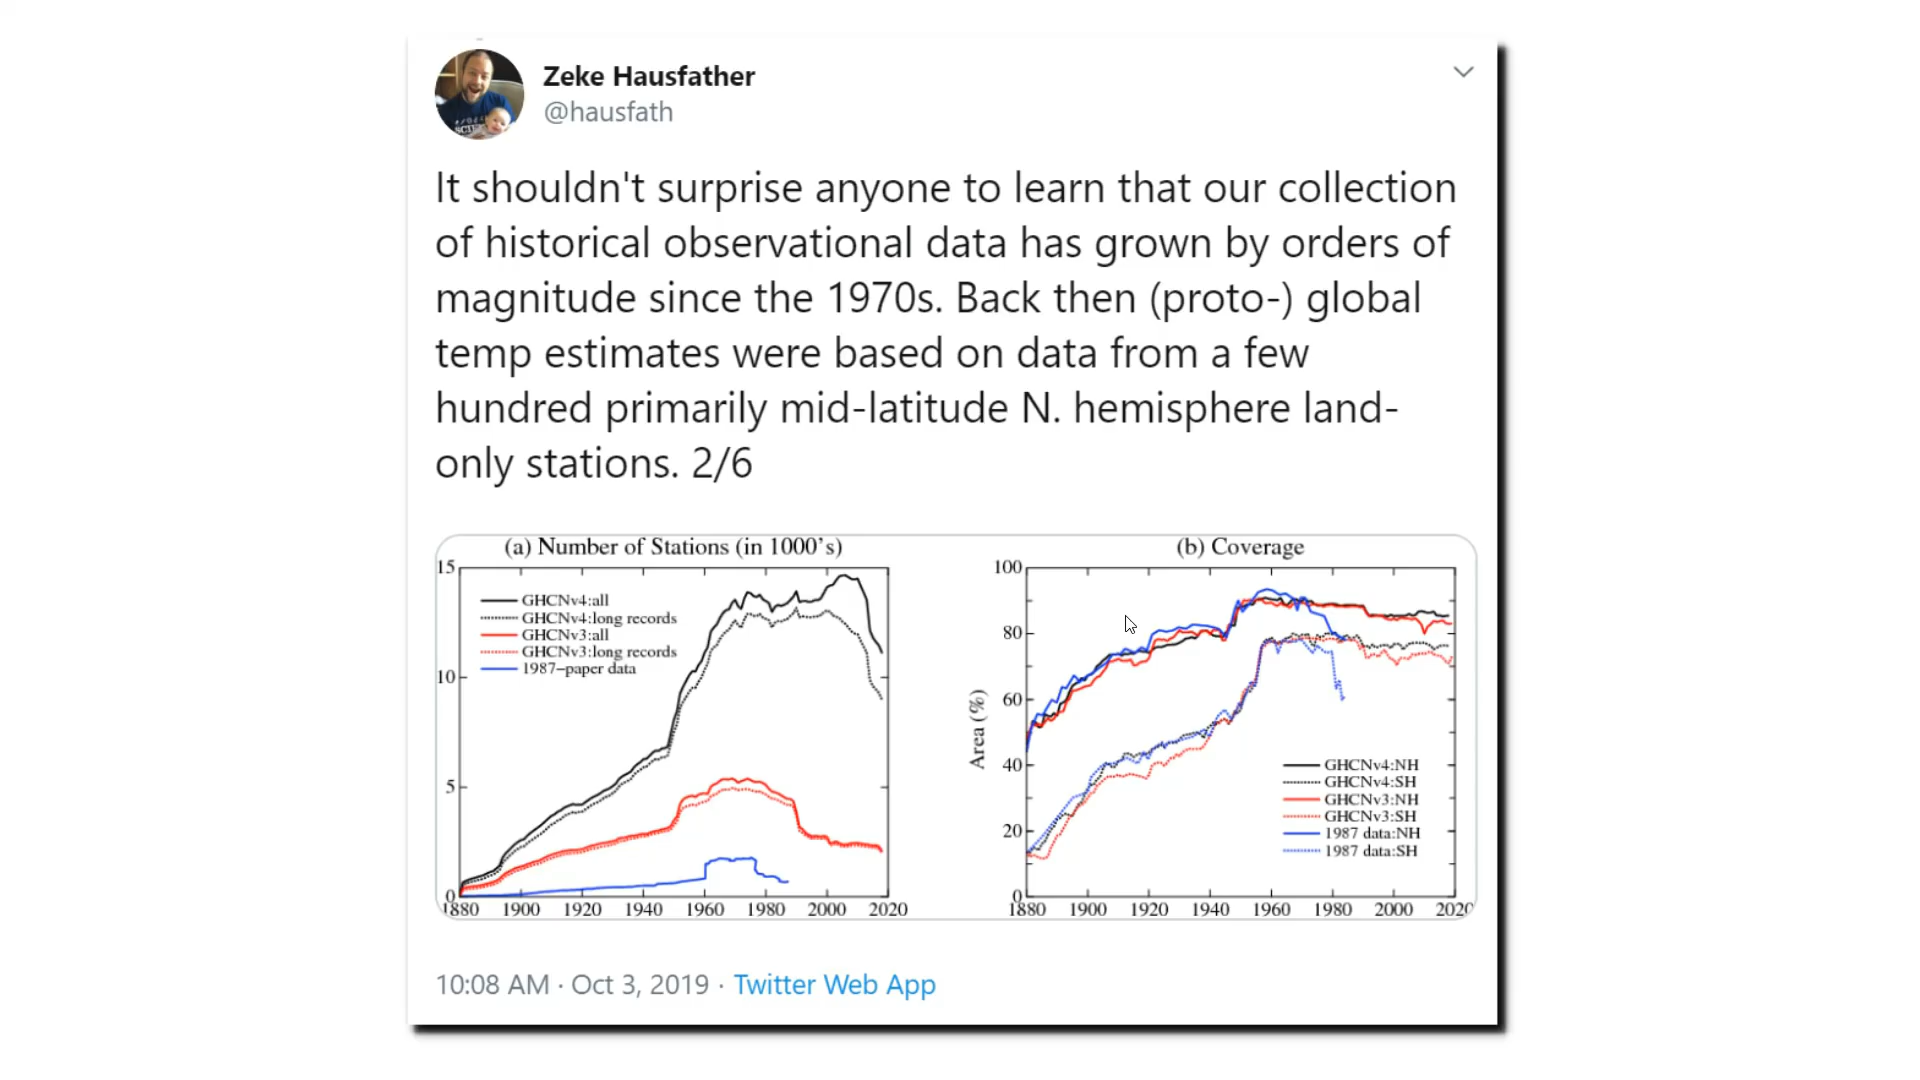 Zeke Hausfather
@hausfath
It shouldn't surprise anyone to learn that our collection
of historical observational data has grown by orders of
magnitude since the 1970s. Back then (proto-) global
temp estimates were based on data from a few
hundred primarily mid-latitude N. hemisphere land-
only stations. 2/6
(a) Number of Stations (in 1000's)
15
10
5
0
GHCNv4:all
GHCNv4:long records
GHCNv3:all
GHCNv3:long records
1987-paper data
1880 1900 1920 1940 1960 1980 2000 2020
(b) Coverage
Area (%)
100
80
60
40
20
0
GHCNv4:NH
GHCNv4:SH
GHCNv3:NH
GHCNv3:SH
1987 data:NH
1987 data:SH
1880 1900 1920 1940 1960 1980 2000 2020
10:08 AM · Oct 3, 2019 · Twitter Web App